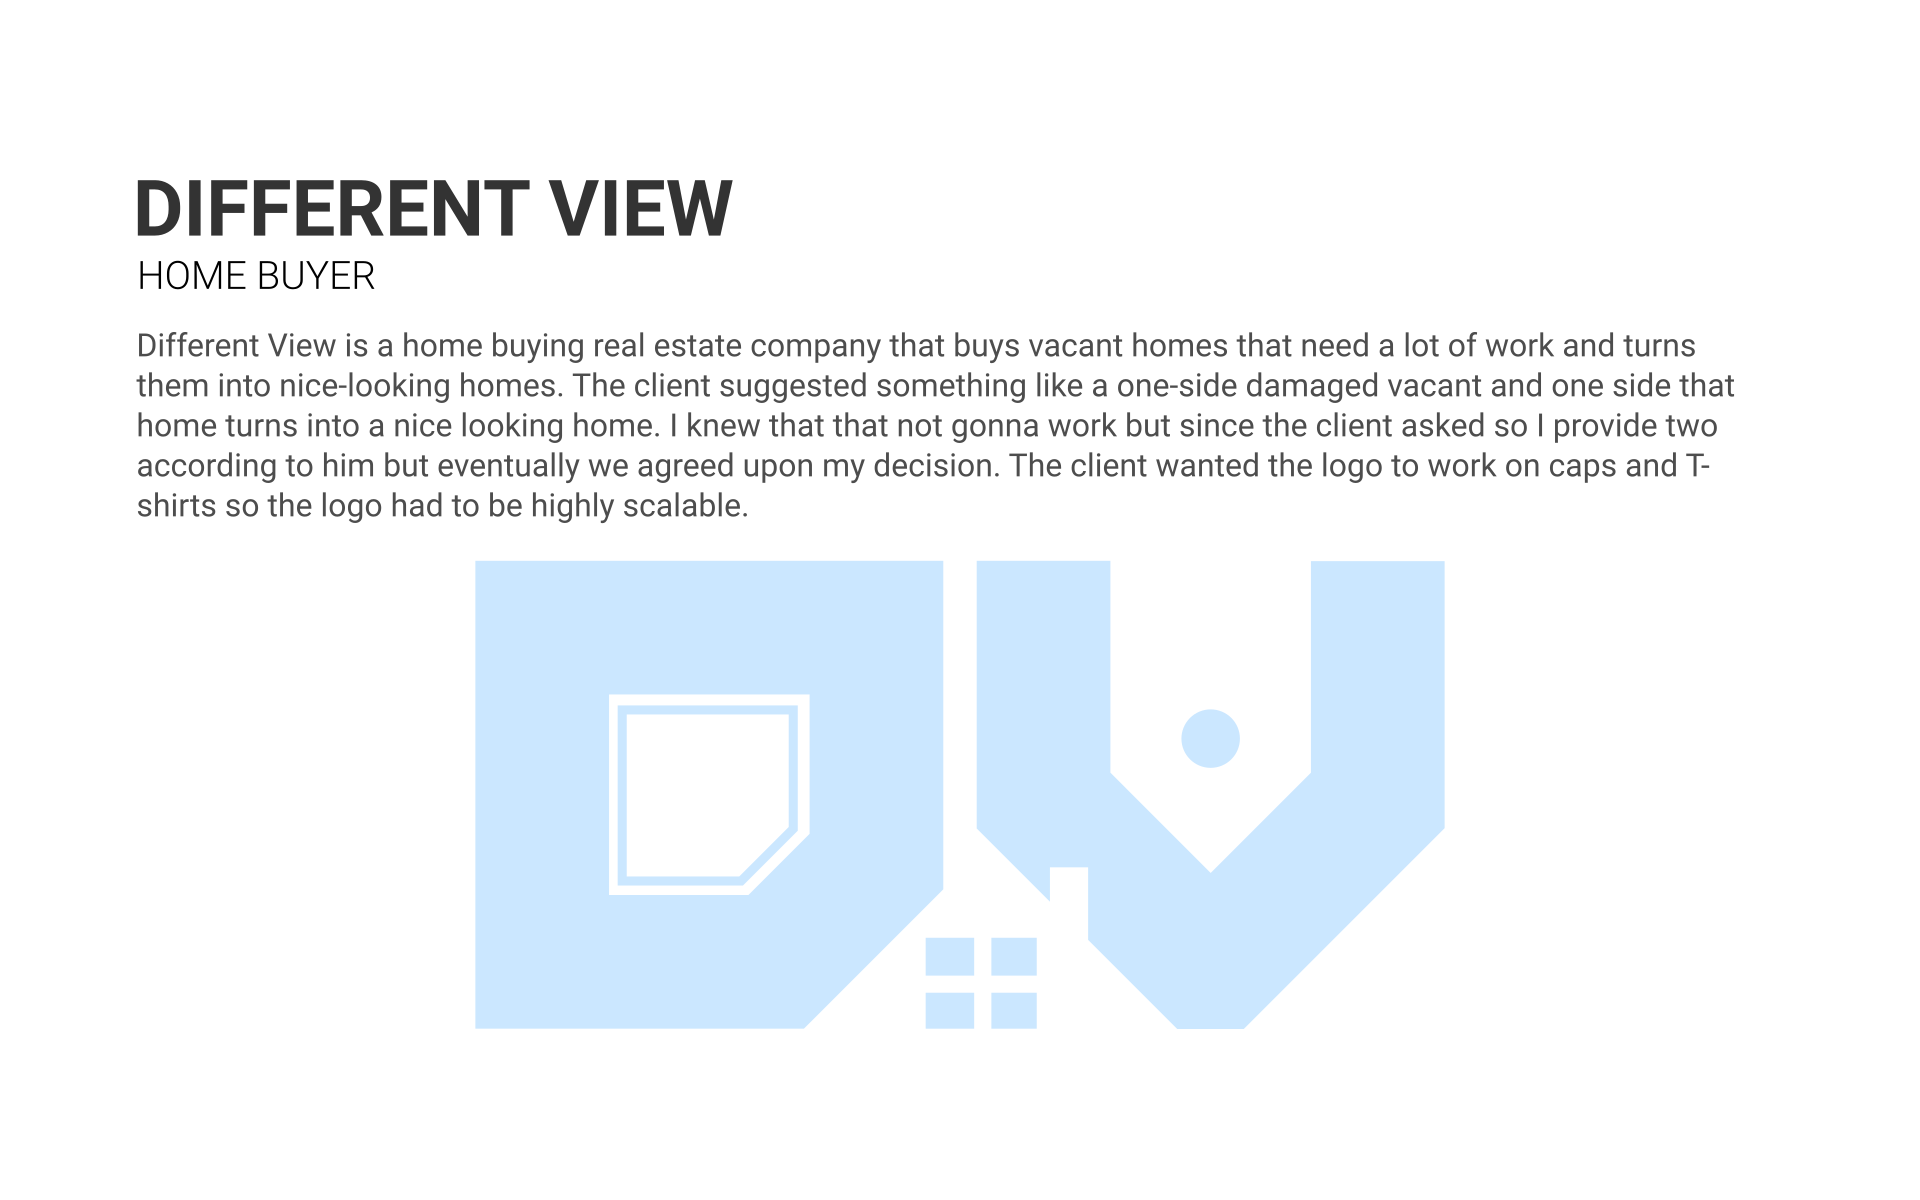 DIFFERENT VIEW
HOME BUYER
Different View is a home buying real estate company that buys vacant homes that need a lot of work and turns
them into nice-looking homes. The client suggested something like a one-side damaged vacant and one side that
home turns into a nice looking home. I knew that that not gonna work but since the client asked so I provide two
according to him but eventually we agreed upon my decision. The client wanted the logo to work on caps and T-
shirts so the logo had to be highly scalable.
DV